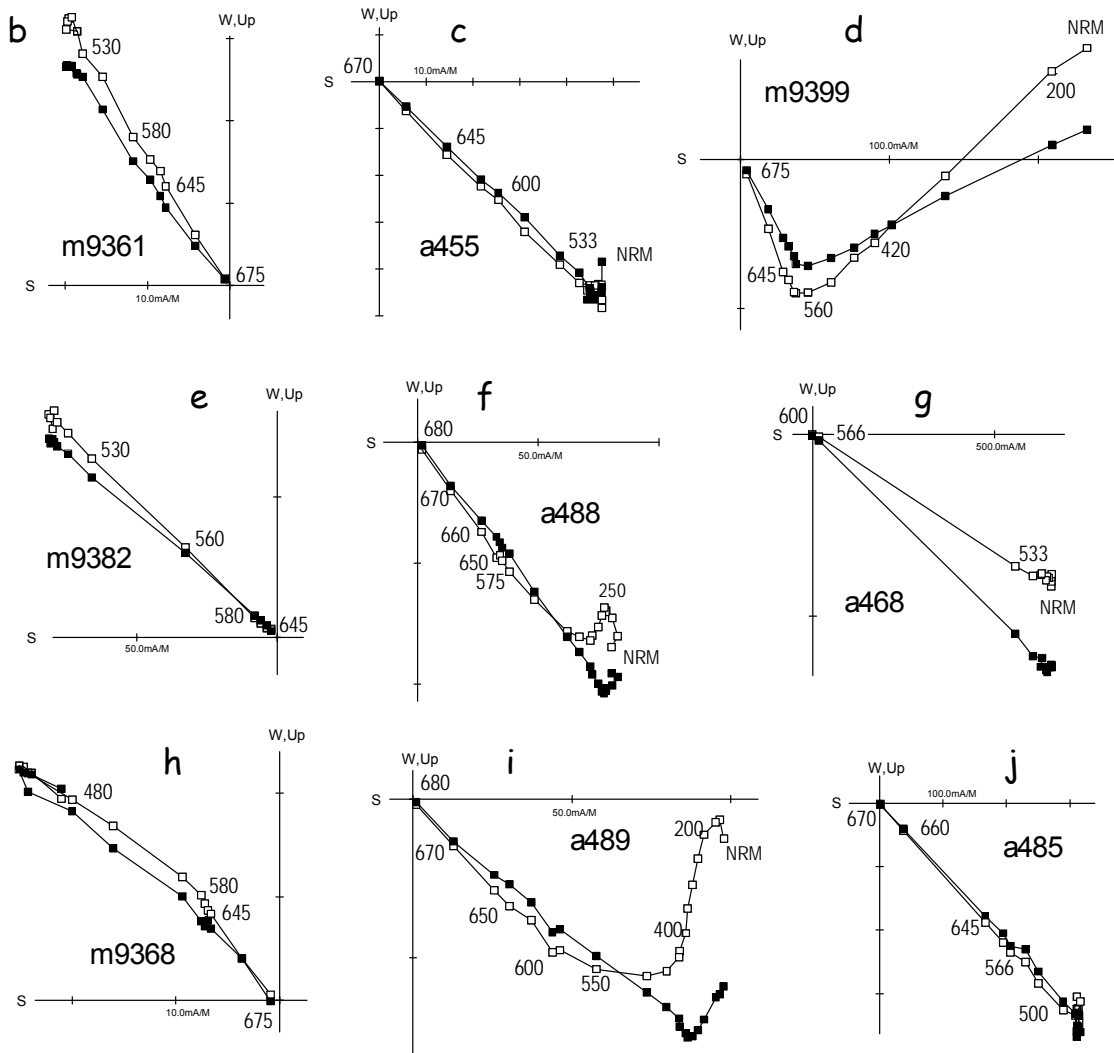 b
W,Up
530
580
645
m9361
675
S
10.0mA/M
c
W,Up
670
S
10.0mA/M
645
600
533
NRM
a455
d
W,Up
NRM
200
m9399
S
100.0mA/M
675
645
420
560
e
W,Up
530
560
m9382
580
645
S
50.0mA/M
f
W,Up
680
S
50.0mA/M
670
660
650
575
a488
250
NRM
g
W,Up
600
S
566
500.0mA/M
533
NRM
a468
h
W,Up
480
580
645
m9368
675
S
10.0mA/M
i
W,Up
680
S
50.0mA/M
670
a489
200
NRM
650
400
600
550
j
W,Up
S
100.0mA/M
670
660
a485
645
566
500